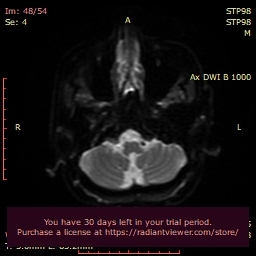 Im: 48/54
Se: 4
STP98
STP98
M
A
Ax DWI B 1000
R
L
You have 30 days left in your trial period.
Purchase a license at https://radiantviewer.com/store/